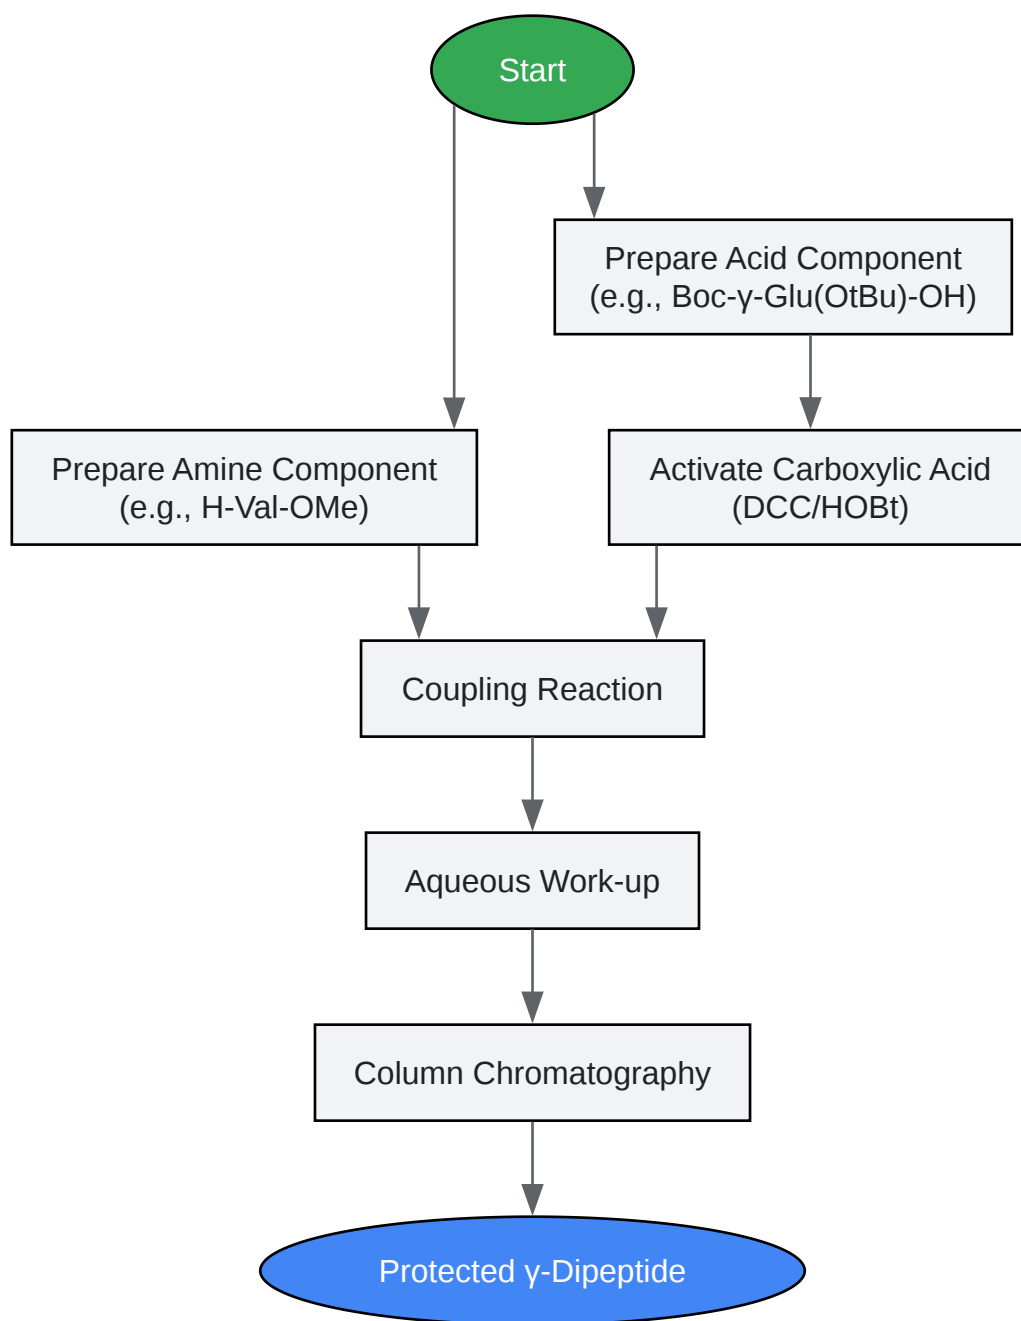 Start
Prepare Acid Component
(e.g., Boc-γ-Glu(OtBu)-OH)
Prepare Amine Component
(e.g., H-Val-OMe)
Activate Carboxylic Acid
(DCC/HOBt)
Coupling Reaction
Aqueous Work-up
Column Chromatography
Protected γ-Dipeptide